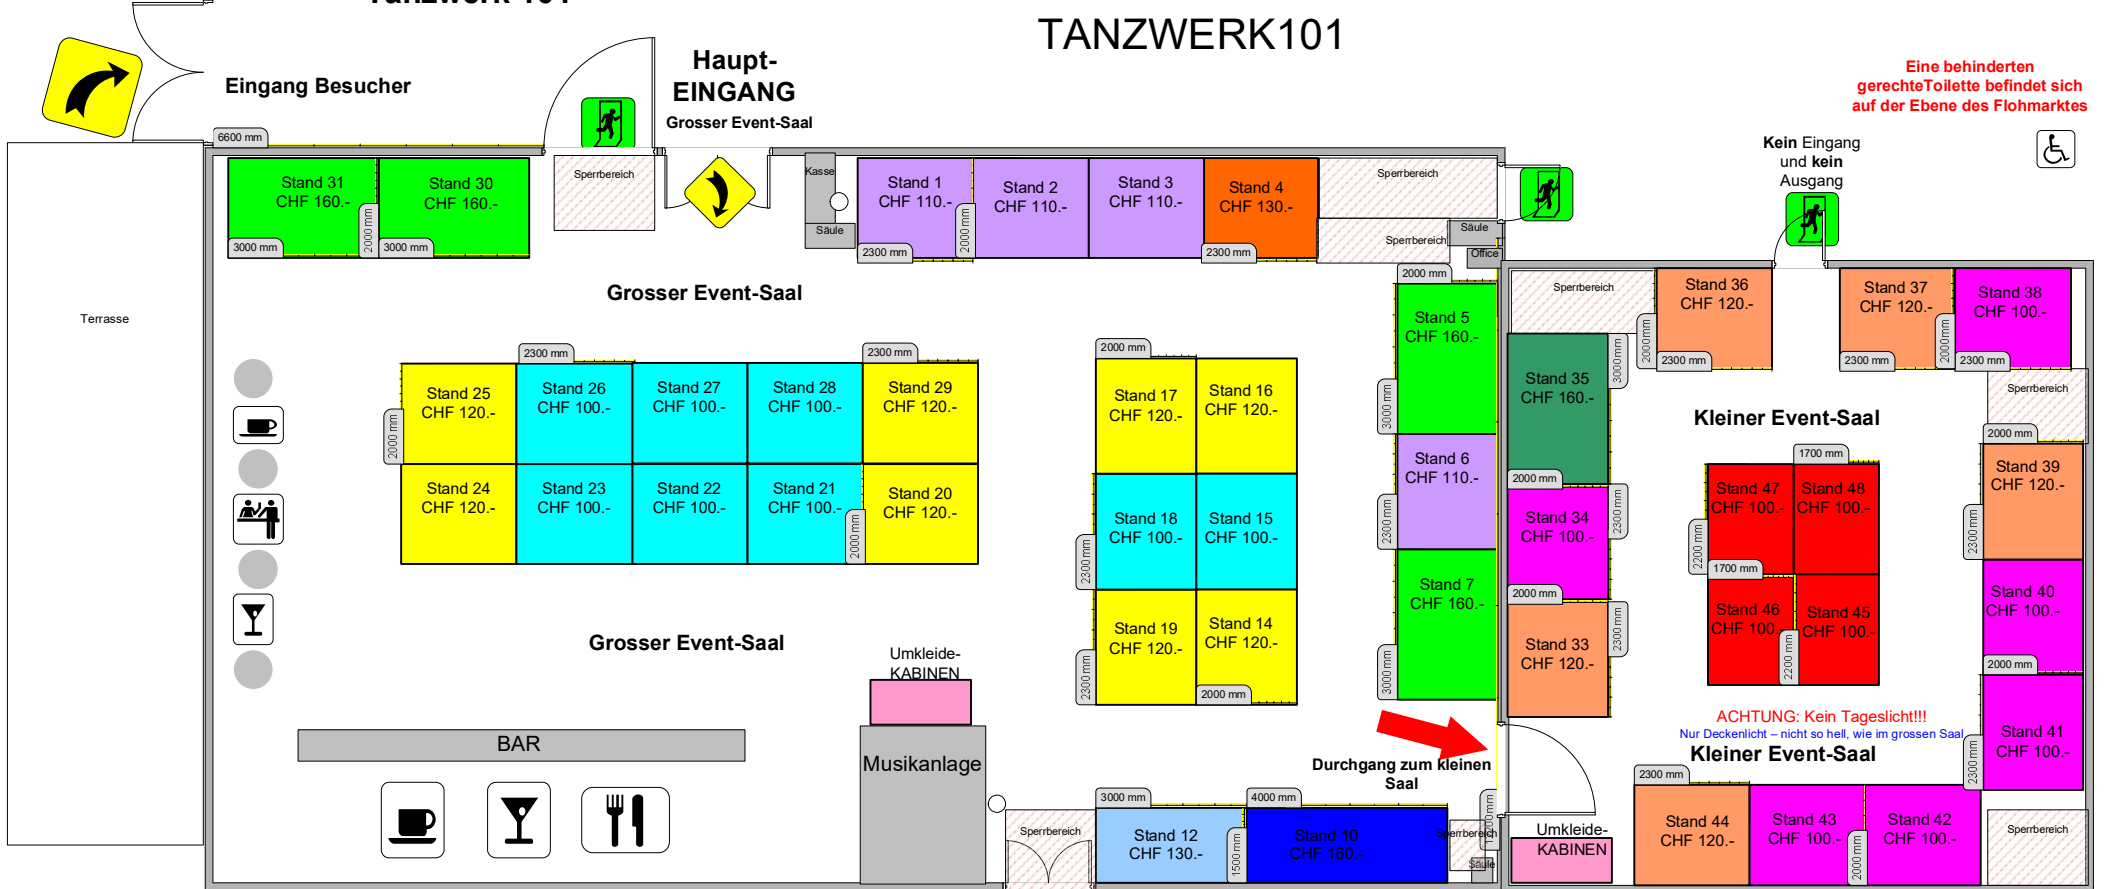 TANZWERK101
Eingang Besucher
Haupt-
EINGANG
Grosser Event-Saal
Eine behinderten
gerechteToilette befindet sich
auf der Ebene des Flohmarktes
Kein Eingang
und kein
Ausgang
6600 mm
Stand 31
CHF 160.-
3000 mm
2000 mm
Stand 30
CHF 160.-
3000 mm
Sperrbereich
Kasse
Säule
Stand 1
CHF 110.-
2300 mm
2000 mm
Stand 2
CHF 110.-
Stand 3
CHF 110.-
Stand 4
CHF 130.-
2300 mm
Sperrbereich
Sperrbereich
Säule
Office
Terrasse
Grosser Event-Saal
2300 mm
2300 mm
2000 mm
Stand 25
CHF 120.-
Stand 26
CHF 100.-
Stand 27
CHF 100.-
Stand 28
CHF 100.-
Stand 29
CHF 120.-
Stand 24
CHF 120.-
Stand 23
CHF 100.-
Stand 22
CHF 100.-
Stand 21
CHF 100.-
2000 mm
Stand 20
CHF 120.-
2000 mm
Stand 17
CHF 120.-
Stand 16
CHF 120.-
Stand 18
CHF 100.-
2300 mm
Stand 15
CHF 100.-
Stand 19
CHF 120.-
2300 mm
Stand 14
CHF 120.-
2000 mm
2000 mm
Stand 5
CHF 160.-
3000 mm
Stand 6
CHF 110.-
2300 mm
Stand 7
CHF 160.-
3000 mm
Grosser Event-Saal
Umkleide-
KABINEN
BAR
Musikanlage
Durchgang zum kleinen
Saal
Sperrbereich
3000 mm
Stand 12
CHF 130.-
1500 mm
4000 mm
Stand 10
CHF 160.-
Sperrbereich
Säule
Sperrbereich
Stand 36
CHF 120.-
2000 mm
2300 mm
Stand 37
CHF 120.-
2300 mm
2000 mm
Stand 38
CHF 100.-
2300 mm
Stand 35
CHF 160.-
3000 mm
2000 mm
Stand 34
CHF 100.-
2300 mm
2000 mm
Stand 33
CHF 120.-
2300 mm
Kleiner Event-Saal
1700 mm
Stand 47
CHF 100.-
Stand 48
CHF 100.-
2200 mm
1700 mm
Stand 46
CHF 100.-
2200 mm
Stand 45
CHF 100.-
Sperrbereich
2000 mm
Stand 39
CHF 120.-
2300 mm
Stand 40
CHF 100.-
2000 mm
Stand 41
CHF 100.-
2300 mm
ACHTUNG: Kein Tageslicht!!!
Nur Deckenlicht – nicht so hell, wie im grossen Saal
Kleiner Event-Saal
2300 mm
Stand 44
CHF 120.-
Stand 43
CHF 100.-
2000 mm
Stand 42
CHF 100.-
Sperrbereich
Umkleide-
KABINEN